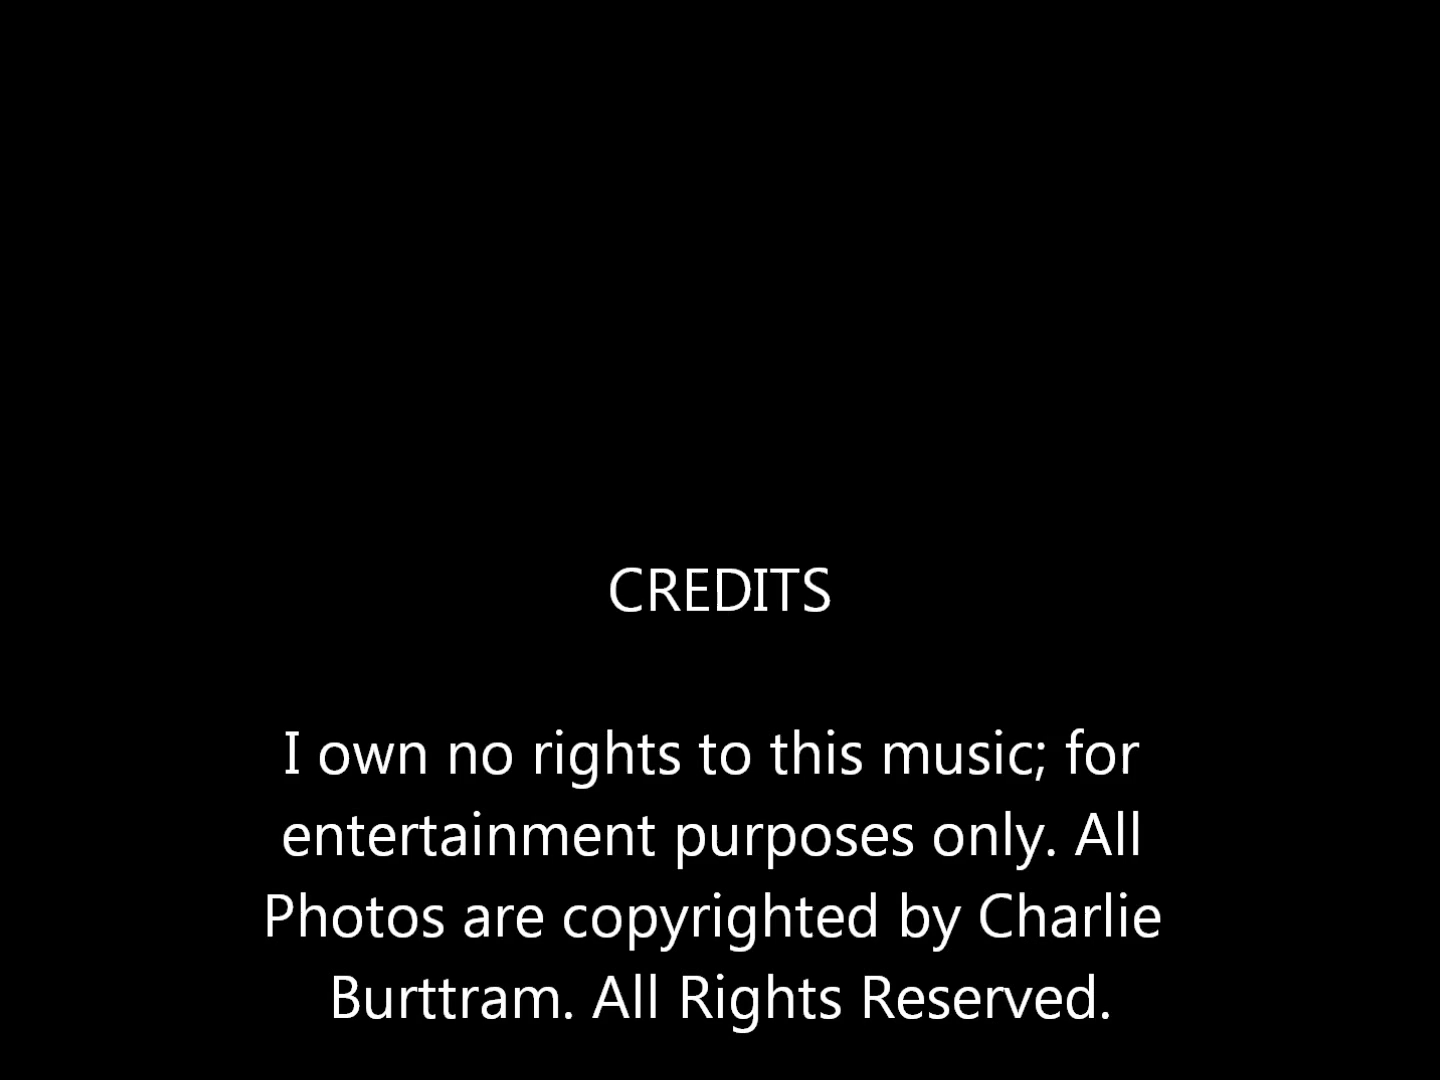 CREDITS
I own no rights to this music; for
entertainment purposes only. All
Photos are copyrighted by Charlie
Burttram. All Rights Reserved.